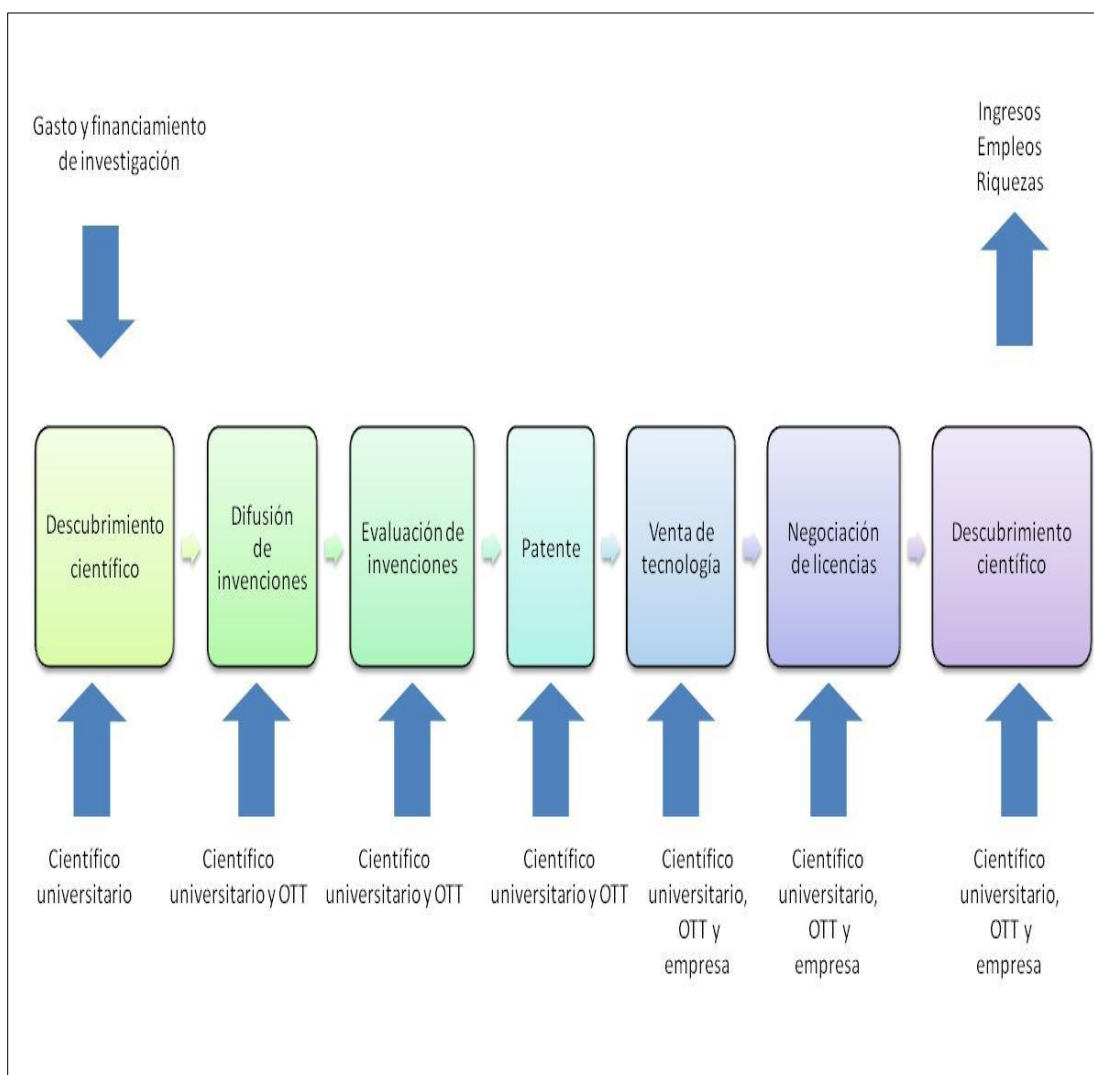 Gasto y financiamiento
de investigación
Ingresos
Empleos
Riquezas
Descubrimiento
científico
Difusión
de
invenciones
Evaluación de
invenciones
Patente
Venta de
tecnología
Negociación
de licencias
Descubrimiento
científico
Científico
universitario
Científico
universitario y OTT
Científico
universitario y OTT
Científico
universitario y OTT
Científico
universitario,
OTT y
empresa
Científico
universitario,
OTT y
empresa
Científico
universitario,
OTT y
empresa